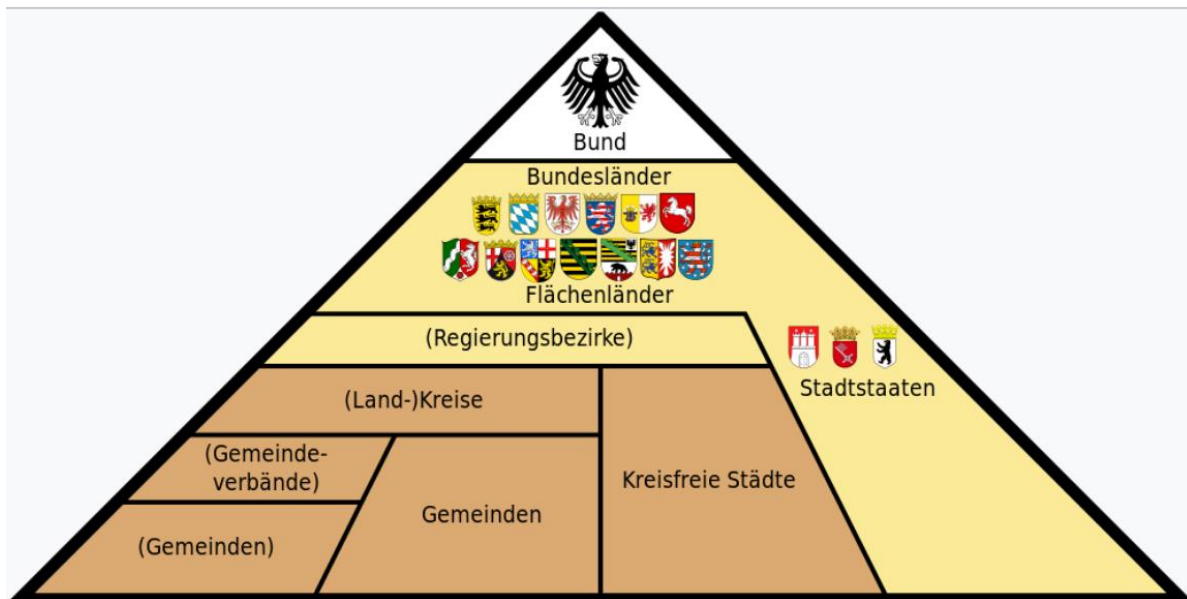 Bund
Bundesländer
Flächenländer
(Regierungsbezirke)
Stadtstaaten
(Land-)Kreise
(Gemeinde-
verbände)
Kreisfreie Städte
Gemeinden
(Gemeinden)